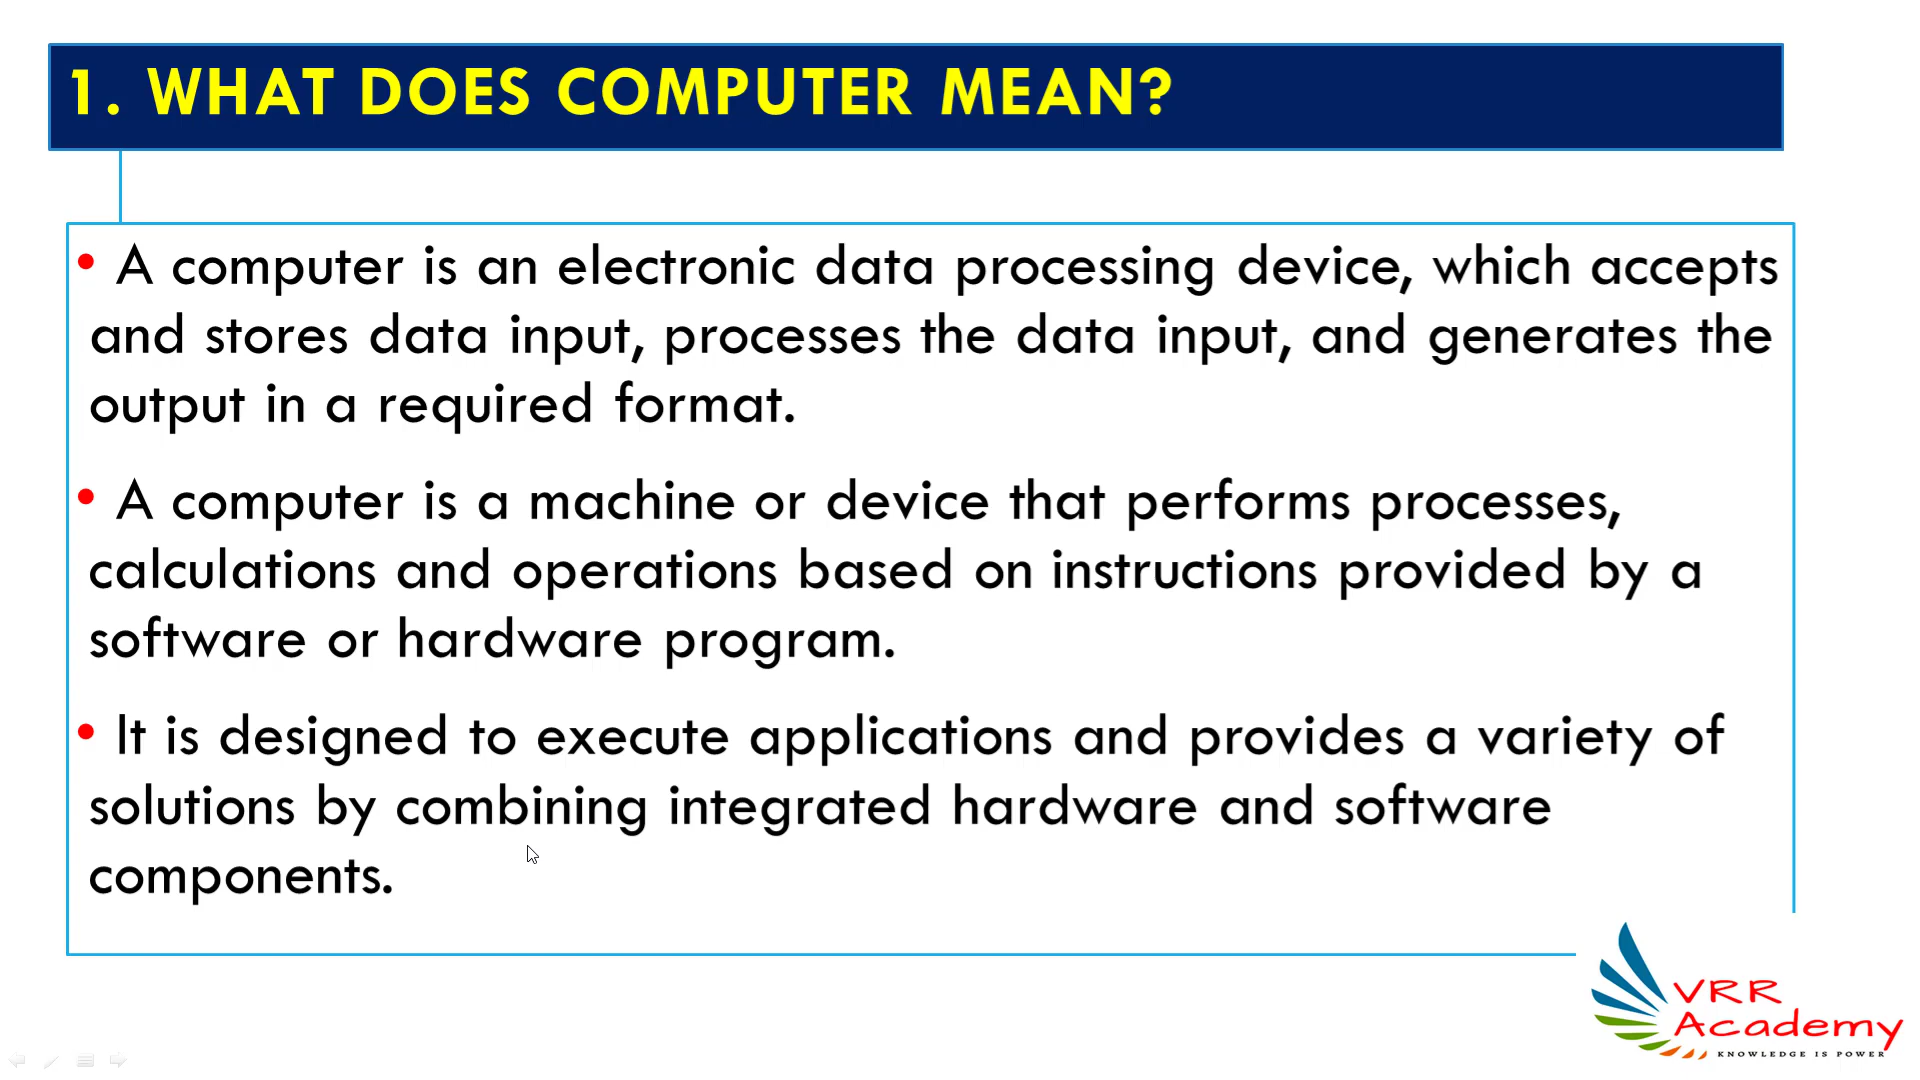 1. WHAT DOES COMPUTER MEAN?
• A computer is an electronic data processing device, which accepts
and stores data input, processes the data input, and generates the
output in a required format.
• A computer is a machine or device that performs processes,
calculations and operations based on instructions provided by a
software or hardware program.
• It is designed to execute applications and provides a variety of
solutions by combining integrated hardware and software
components.
VRR
Academy
KNOWLEDGE IS POWER